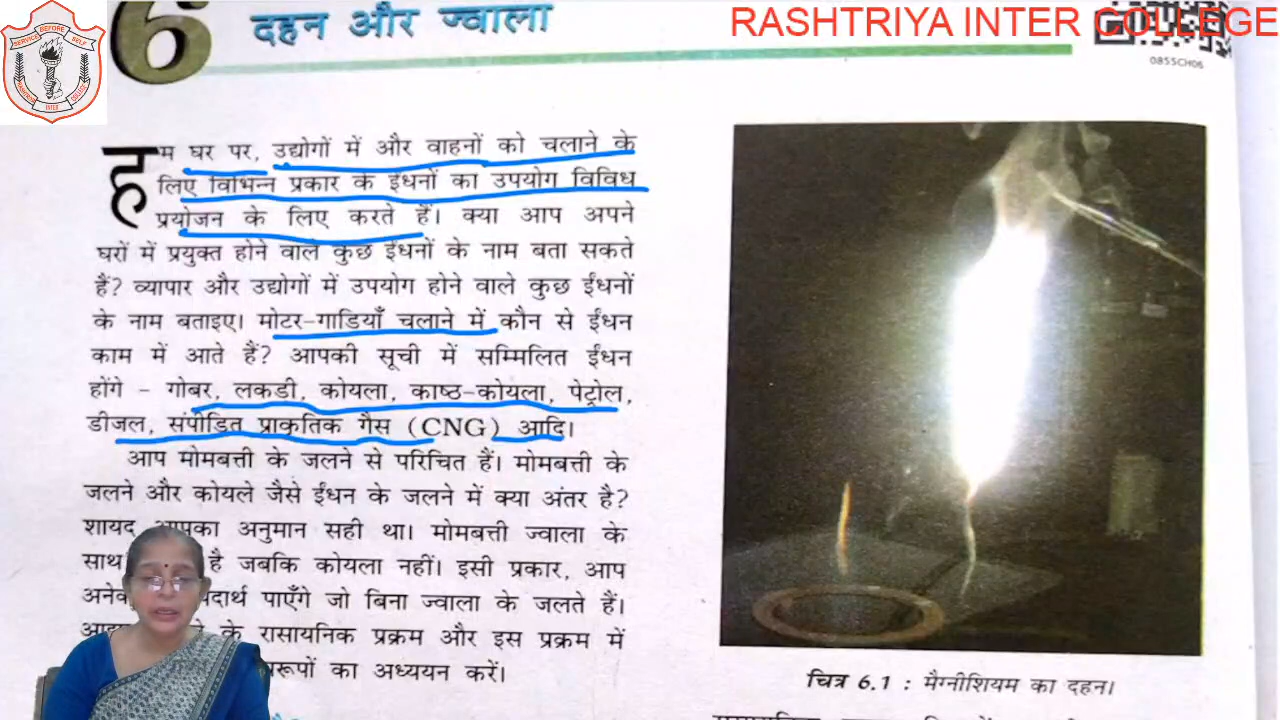 6 दहन और ज्वाला
RASHTRIYA INTER COLLEGE
0855CH06
SERVICE BEFORE SELF
हम घर पर, उद्योगों में और वाहनों को चलाने के
लिए विभिन्न प्रकार के ईंधनों का उपयोग विविध
प्रयोजन के लिए करते हैं। क्या आप अपने
घरों में प्रयुक्त होने वाले कुछ ईंधनों के नाम बता सकते
हैं? व्यापार और उद्योगों में उपयोग होने वाले कुछ ईंधनों
के नाम बताइए। मोटर-गाडियाँ चलाने में कौन से ईंधन
काम में आते हैं? आपकी सूची में सम्मिलित ईंधन
होंगे - गोबर, लकडी, कोयला, काष्ठ-कोयला, पेट्रोल,
डीजल, संपीडित प्राकृतिक गैस (CNG) आदि।
आप मोमबत्ती के जलने से परिचित हैं। मोमबत्ती के
जलने और कोयले जैसे ईंधन के जलने में क्या अंतर है?
शायद आपका अनुमान सही था। मोमबत्ती ज्वाला के
साथ है जबकि कोयला नहीं। इसी प्रकार, आप
पदार्थ पाएँगे जो बिना ज्वाला के जलते हैं।
के रासायनिक प्रक्रम और इस प्रक्रम में
का अध्ययन करें।
चित्र 6.1 : मैग्नीशियम का दहन।